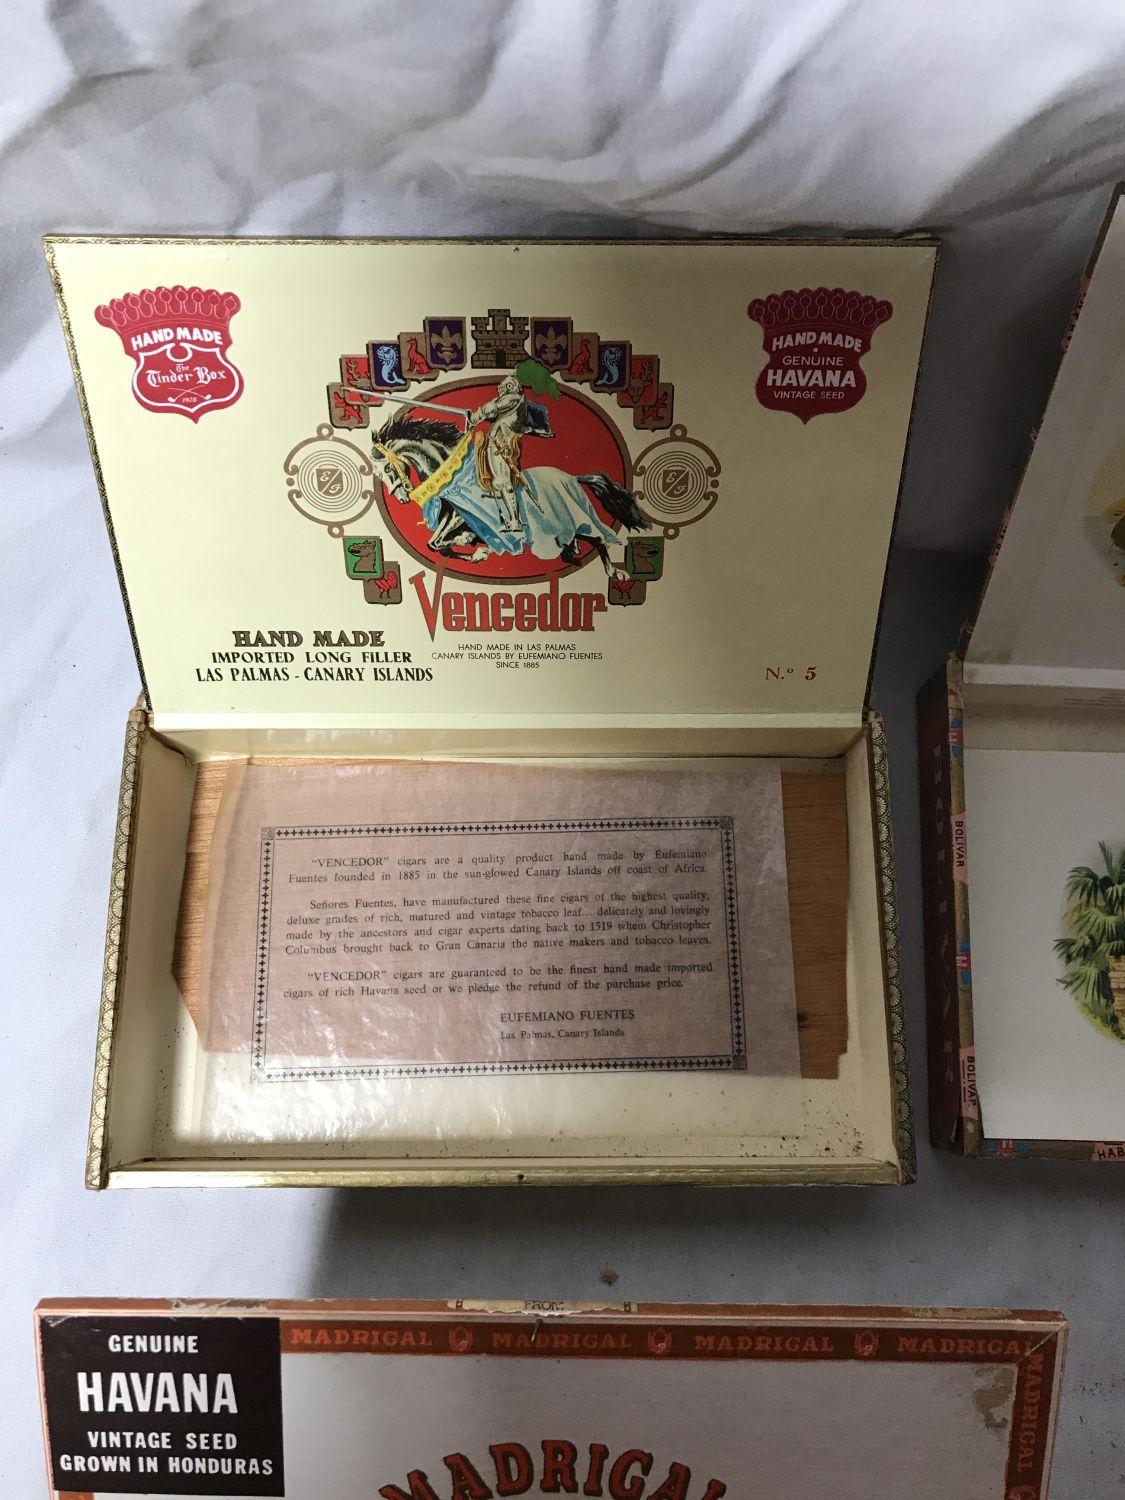 HAND MADE
The
Tinder Box
1928
HAND MADE
GENUINE
HAVANA
VINTAGE SEED
E/F
E/F
Vencedor
HAND MADE
IMPORTED LONG FILLER
LAS PALMAS - CANARY ISLANDS
HAND MADE IN LAS PALMAS
CANARY ISLANDS BY EUFEMIANO FUENTES
SINCE 1885
N.º 5
"VENCEDOR" cigars are a quality product hand made by Eufemiano
Fuentes founded in 1885 in the sun-glowed Canary Islands off coast of Africa.
Señores Fuentes, have manufactured these fine cigars of the highest quality,
deluxe grades of rich, matured and vintage tobacco leaf... delicately and lovingly
made by the ancestors and cigar experts dating back to 1519 whem Christopher
Columbus brought back to Gran Canaria the native makers and tobacco leaves.
"VENCEDOR" cigars are guaranteed to be the finest hand made imported
cigars of rich Havana seed or we pledge the refund of the purchase price.
EUFEMIANO FUENTES
Las Palmas, Canary Islands
BOLIVAR
BOLIVAR
BOLIVAR
HAB
FROM
GENUINE
HAVANA
VINTAGE SEED
GROWN IN HONDURAS
MADRIGAL MADRIGAL MADRIGAL MADRIGAL
MADRIGAL
MADRIGAL